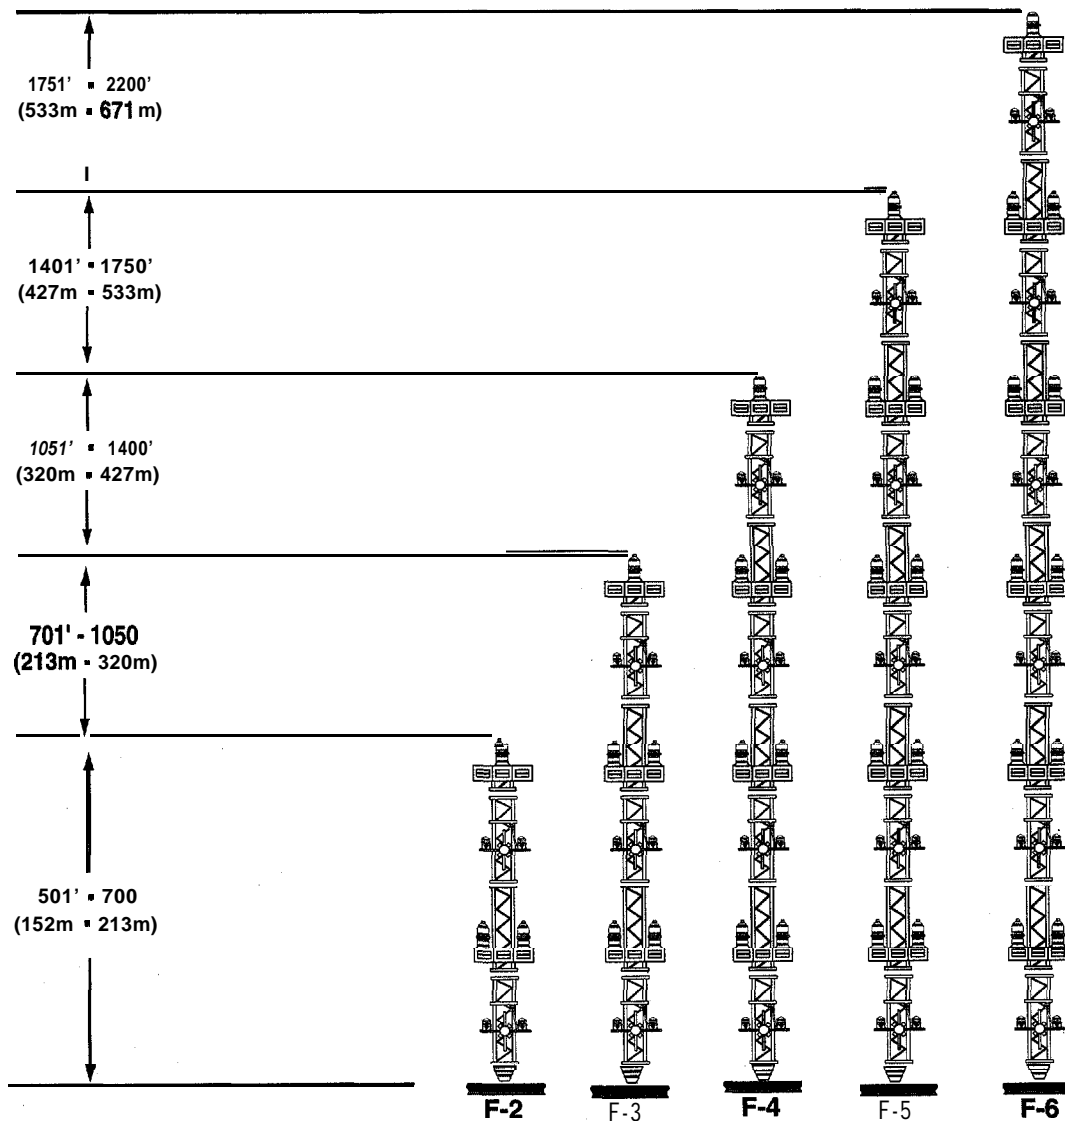 1751’ ▪ 2200’
(533m ▪ 671 m)
1401’ ▪ 1750’
(427m ▪ 533m)
1051’ ▪ 1400’
(320m ▪ 427m)
701' - 1050
(213m ▪ 320m)
501’ ▪ 700
(152m ▪ 213m)
F-2 F-3 F-4 F-5 F-6